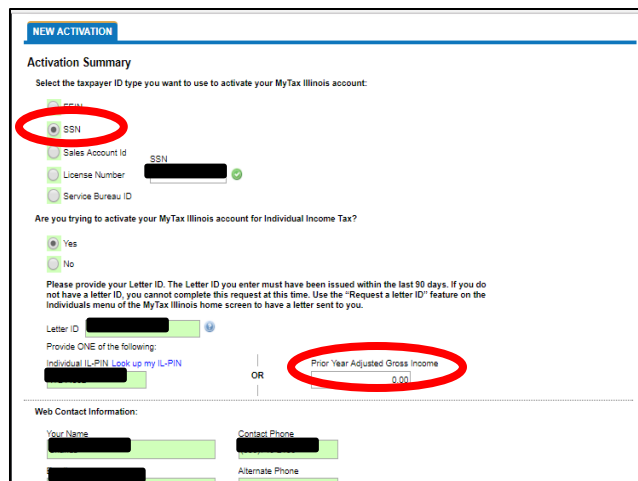 NEW ACTIVATION
Activation Summary
Select the taxpayer ID type you want to use to activate your MyTax Illinois account:
FEIN
SSN
Sales Account Id
SSN
License Number
Service Bureau ID
Are you trying to activate your MyTax Illinois account for Individual Income Tax?
Yes
No
Please provide your Letter ID. The Letter ID you enter must have been issued within the last 90 days. If you do
not have a letter ID, you cannot complete this request at this time. Use the “Request a letter ID” feature on the
Individuals menu of the MyTax Illinois home screen to have a letter sent to you.
Letter ID
Provide ONE of the following:
Individual IL-PIN Look up my IL-PIN
OR
Prior Year Adjusted Gross Income
0.00
Web Contact Information:
Your Name
Contact Phone
Alternate Phone